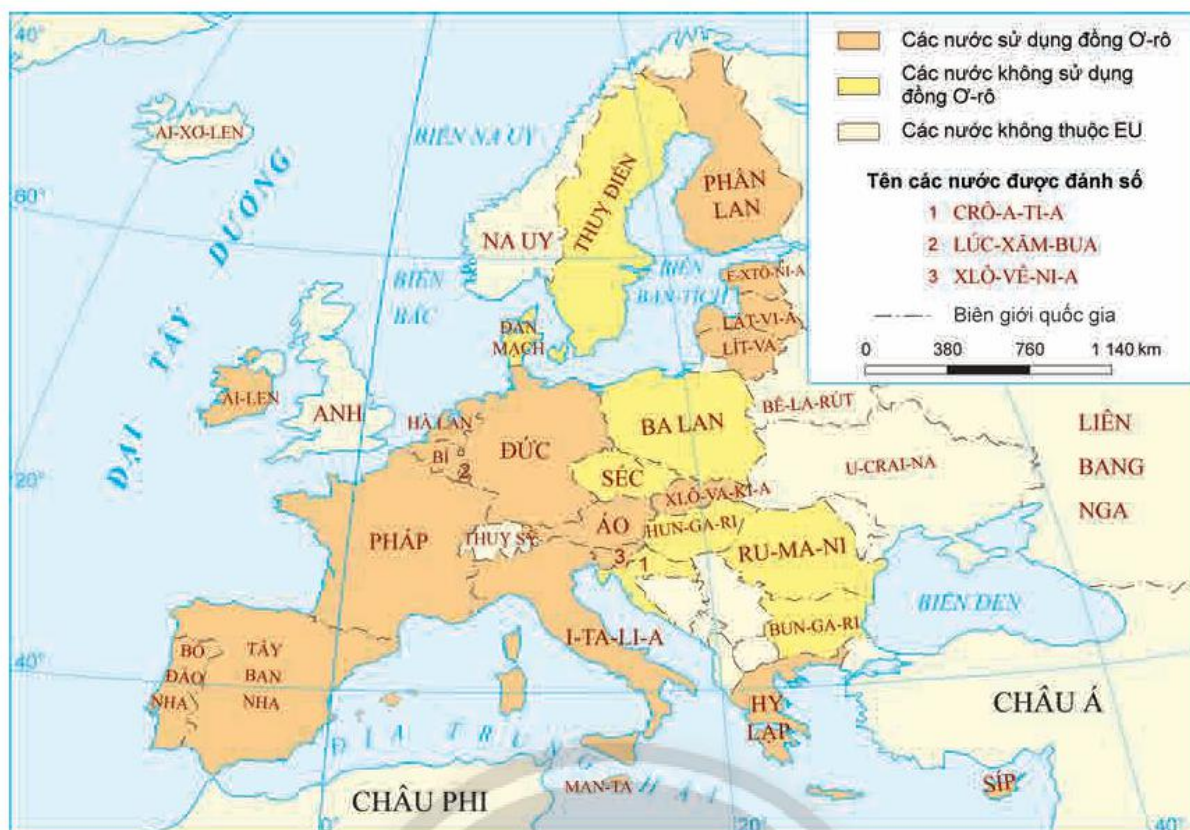 40°
60°
20°
40°
0°
20°
40°
Các nước sử dụng đồng Ơ-rô
Các nước không sử dụng
đồng Ơ-rô
Các nước không thuộc EU
Tên các nước được đánh số
1 CRÔ-A-TI-A
2 LÚC-XĂM-BUA
3 XLÔ-VÊ-NI-A
Biên giới quốc gia
0 380 760 1 140 km
AI-XƠ-LEN
BIỂN NA UY
ĐẠI TÂY DƯƠNG
NA UY
THUỴ ĐIỂN
PHẦN
LAN
BIỂN
BẮC
BIỂN
BAN-TÍCH
E-XTÔ-NI-A
LÁT-VI-A
LÍT-VA
ĐAN
MẠCH
AI-LEN
ANH
HÀ LAN
BỈ
2
ĐỨC
BA LAN
BÊ-LA-RÚT
LIÊN
BANG
NGA
U-CRAI-NA
SÉC
XLÔ-VA-KI-A
PHÁP
THUỴ SỸ
ÁO
HUN-GA-RI
RU-MA-NI
3
1
BIỂN ĐEN
BUN-GA-RI
I-TA-LI-A
BỒ
ĐÀO
NHA
TÂY
BAN
NHA
HY
LẠP
CHÂU Á
ĐỊA TRUNG HẢI
MAN-TA
SÍP
CHÂU PHI